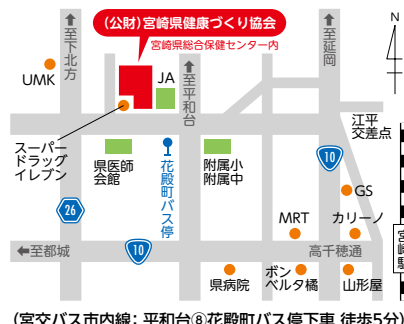 (公財)宮崎県健康づくり協会
宮崎県総合保健センター内
↑至下北方
↑至平和台
↑至延岡
N
UMK
JA
スーパー
ドラッグ
イレブン
県医師
会館
花殿町バス停
附属小
附属中
江平
交差点
10
26
GS
MRT
カリーノ
←至都城
10
高千穂通
宮崎駅
県病院
ボン
ベルタ橘
山形屋
(宮交バス市内線:平和台⑧花殿町バス停下車 徒歩5分)